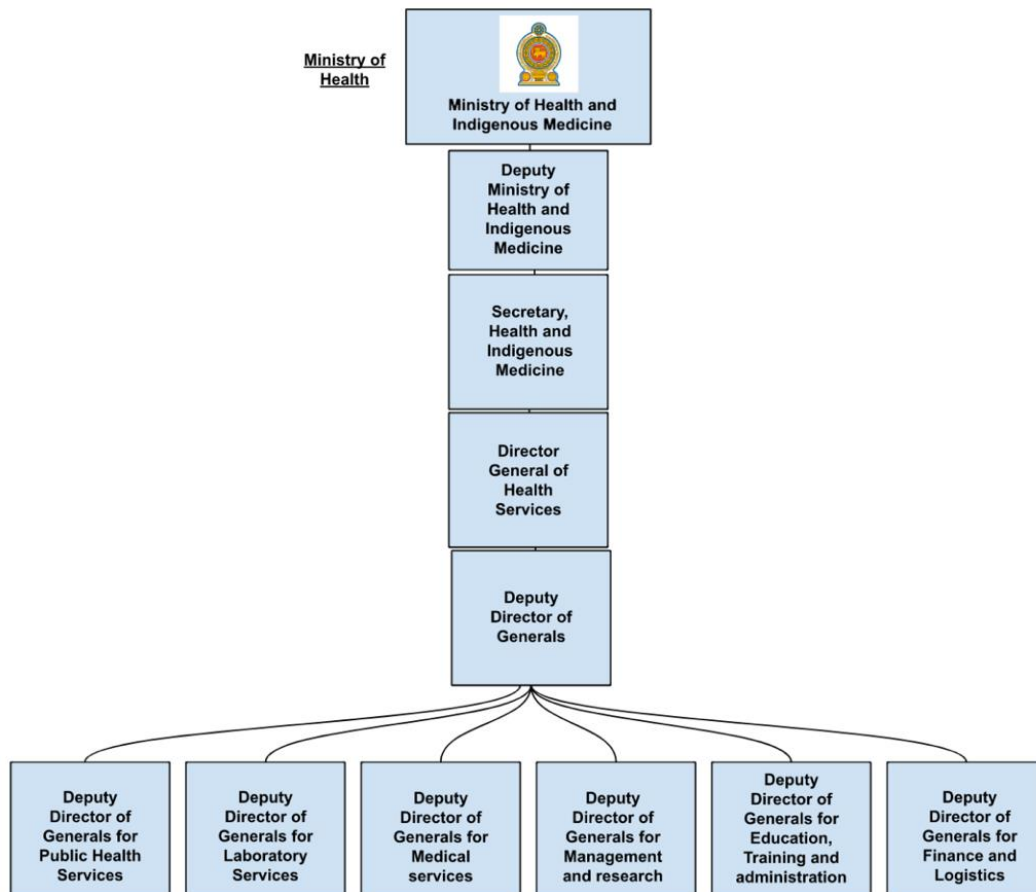 Ministry of
Health
Ministry of Health and
Indigenous Medicine
Deputy
Ministry of
Health and
Indigenous
Medicine
Secretary,
Health and
Indigenous
Medicine
Director
General of
Health
Services
Deputy
Director of
Generals
Deputy
Director of
Generals for
Public Health
Services
Deputy
Director of
Generals for
Laboratory
Services
Deputy
Director of
Generals for
Medical
services
Deputy
Director of
Generals for
Management
and research
Deputy
Director of
Generals for
Education,
Training and
administration
Deputy
Director of
Generals for
Finance and
Logistics